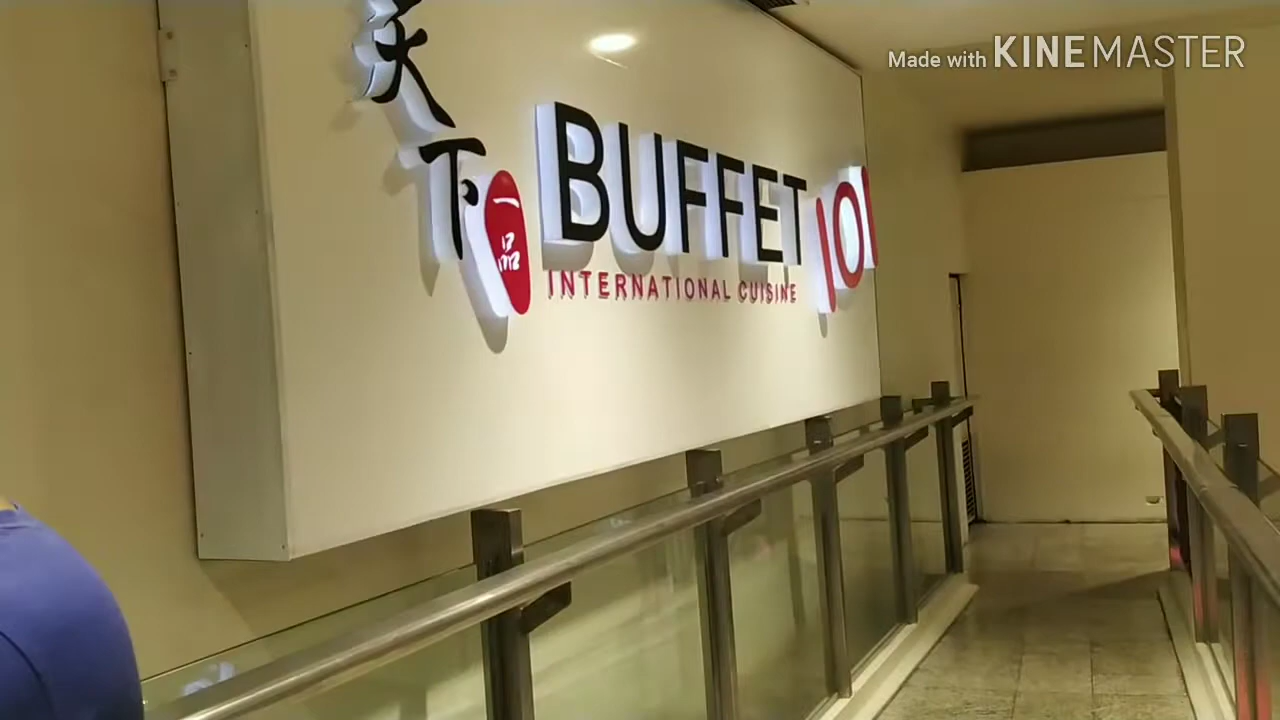 Made with KINEMASTER
天下
一品
BUFFET 101
INTERNATIONAL CUISINE